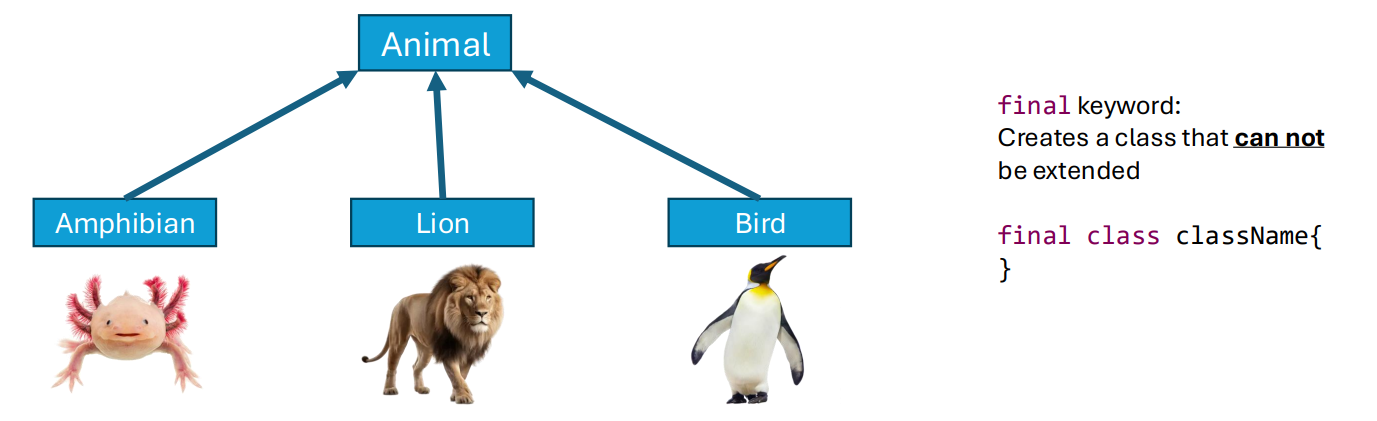 Animal
Amphibian
Lion
Bird
final keyword:
Creates a class that can not
be extended
final class className{
}